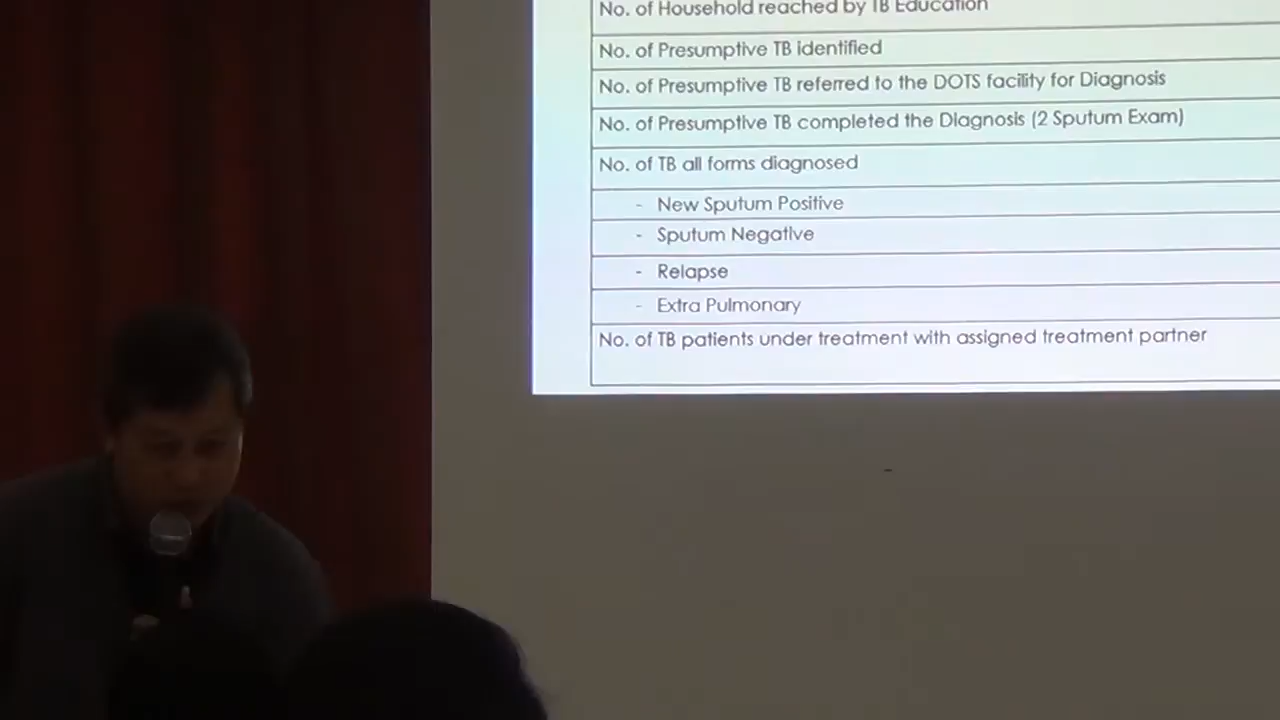 No. of Household reached by TB Education
No. of Presumptive TB identified
No. of Presumptive TB referred to the DOTS facility for Diagnosis
No. of Presumptive TB completed the Diagnosis (2 Sputum Exam)
No. of TB all forms diagnosed
- New Sputum Positive
- Sputum Negative
- Relapse
- Extra Pulmonary
No. of TB patients under treatment with assigned treatment partner